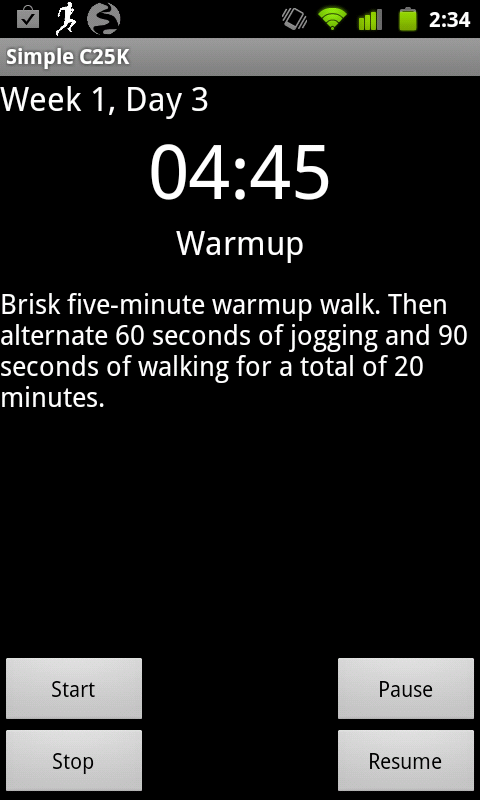 2:34
Simple C25K
Week 1, Day 3
04:45
Warmup
Brisk five-minute warmup walk. Then
alternate 60 seconds of jogging and 90
seconds of walking for a total of 20
minutes.
Start
Pause
Stop
Resume